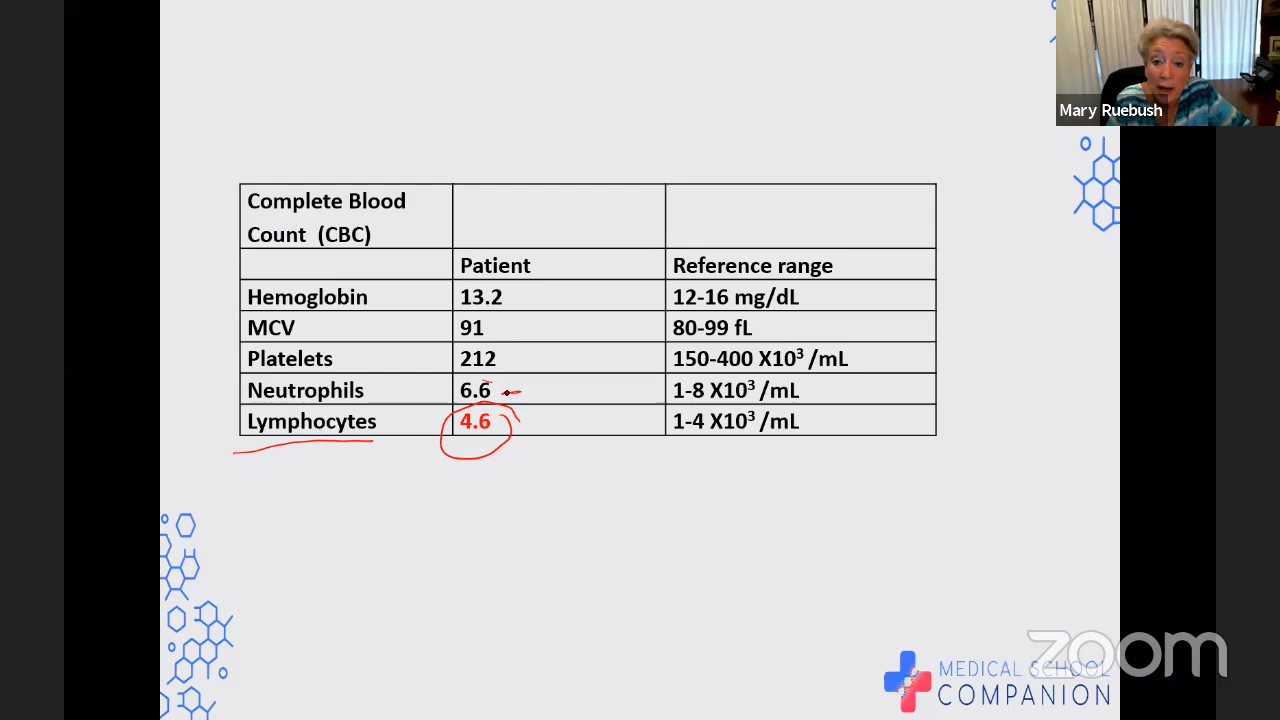 Mary Ruebush
Complete Blood
Count (CBC)
Patient Reference range
Hemoglobin 13.2 12-16 mg/dL
MCV 91 80-99 fL
Platelets 212 150-400 X10³ /mL
Neutrophils 6.6 1-8 X10³ /mL
Lymphocytes 4.6 1-4 X10³ /mL
zoom
MEDICAL SCHOOL
COMPANION